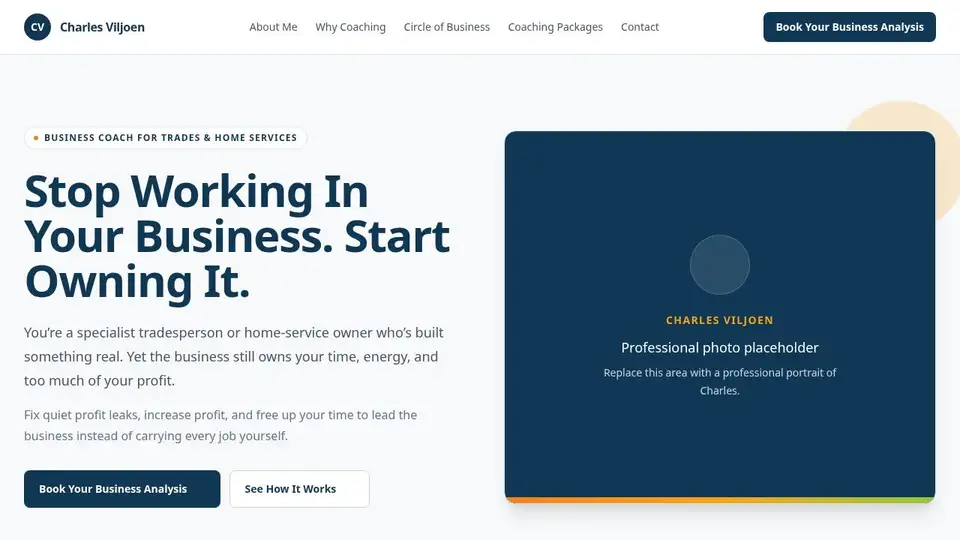 CV
Charles Viljoen
About Me
Why Coaching
Circle of Business
Coaching Packages
Contact
Book Your Business Analysis
BUSINESS COACH FOR TRADES & HOME SERVICES
Stop Working In
Your Business. Start
Owning It.
You’re a specialist tradesperson or home-service owner who’s built
something real. Yet the business still owns your time, energy, and
too much of your profit.
Fix quiet profit leaks, increase profit, and free up your time to lead the
business instead of carrying every job yourself.
Book Your Business Analysis
See How It Works
CHARLES VILJOEN
Professional photo placeholder
Replace this area with a professional portrait of
Charles.